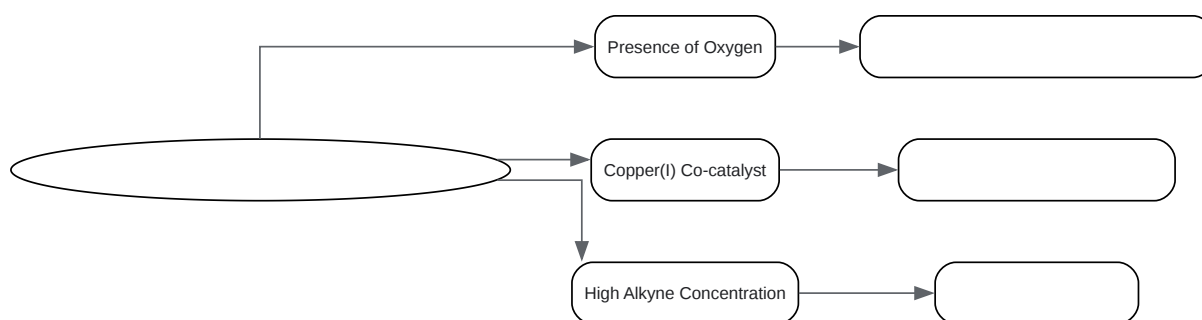 Presence of Oxygen
Copper(I) Co-catalyst
High Alkyne Concentration